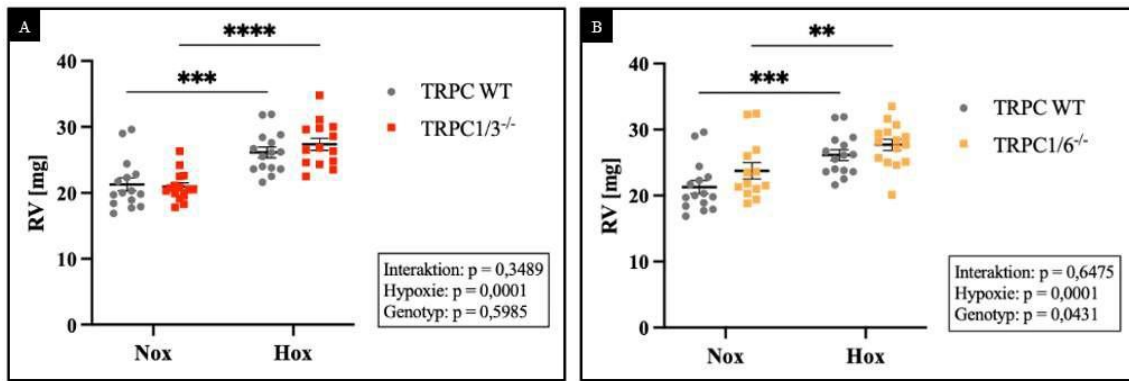 A
****
***
40
30
20
10
0
RV [mg]
Nox
Hox
TRPC WT
TRPC1/3-/-
Interaktion: p = 0,3489
Hypoxie: p = 0,0001
Genotyp: p = 0,5985
B
**
***
40
30
20
10
0
RV [mg]
Nox
Hox
TRPC WT
TRPC1/6-/-
Interaktion: p = 0,6475
Hypoxie: p = 0,0001
Genotyp: p = 0,0431